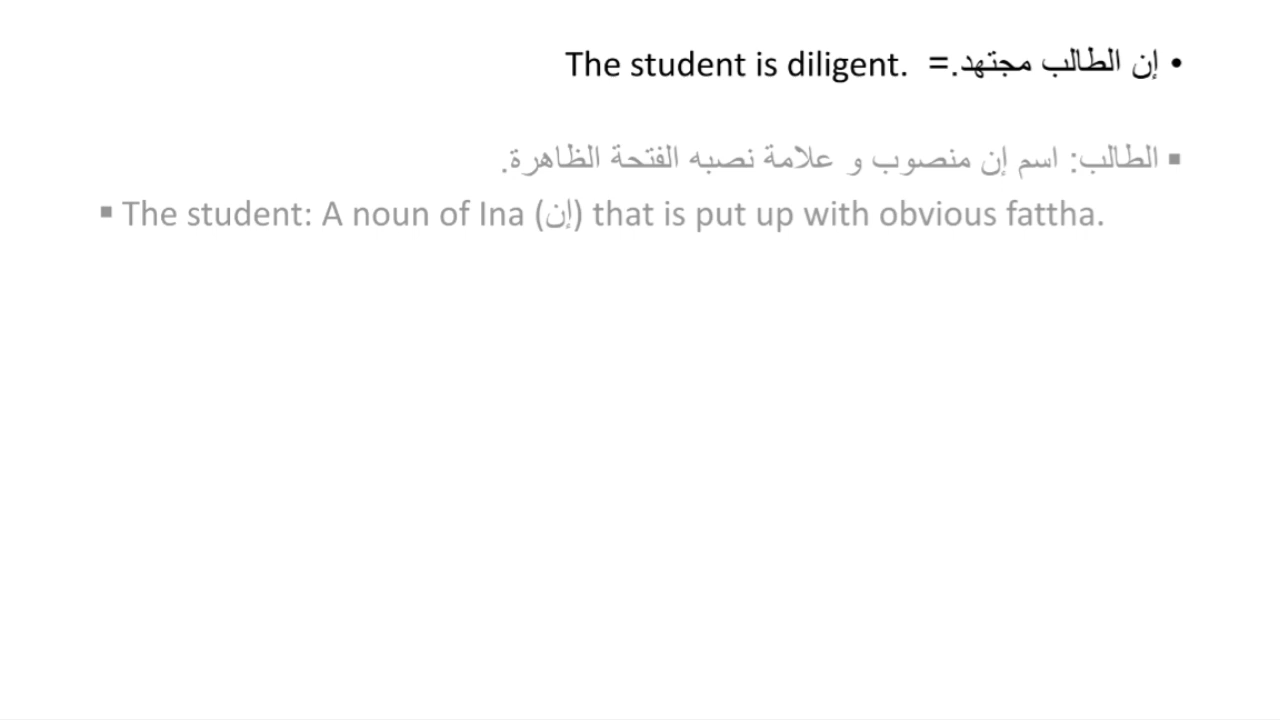 • إن الطالب مجتهد.= The student is diligent.
▪ الطالب: اسم إن منصوب و علامة نصبه الفتحة الظاهرة.
▪ The student: A noun of Ina (إن) that is put up with obvious fattha.